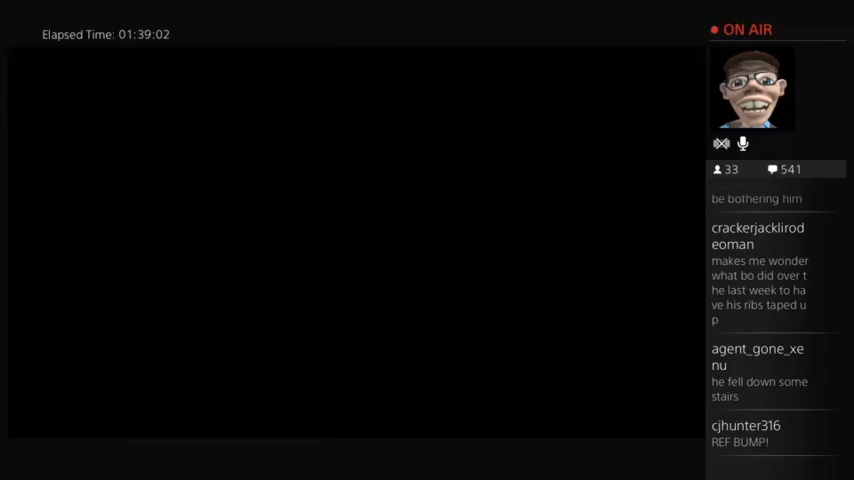 Elapsed Time: 01:39:02
ON AIR
33 541
be bothering him
crackerjacklirod
eoman
makes me wonder
what bo did over t
he last week to ha
ve his ribs taped u
p
agent_gone_xe
nu
he fell down some
stairs
cjhunter316
REF BUMP!